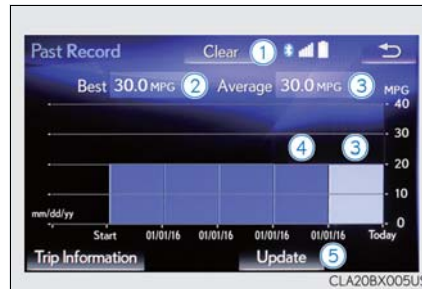 Past Record Clear 1
Best 30.0 MPG 2 Average 30.0 MPG 3 MPG
40
30
4 3
20
10
mm/dd/yy 0
Start 01/01/16 01/01/16 01/01/16 01/01/16 Today
Trip Information Update 5
CLA20BX005US